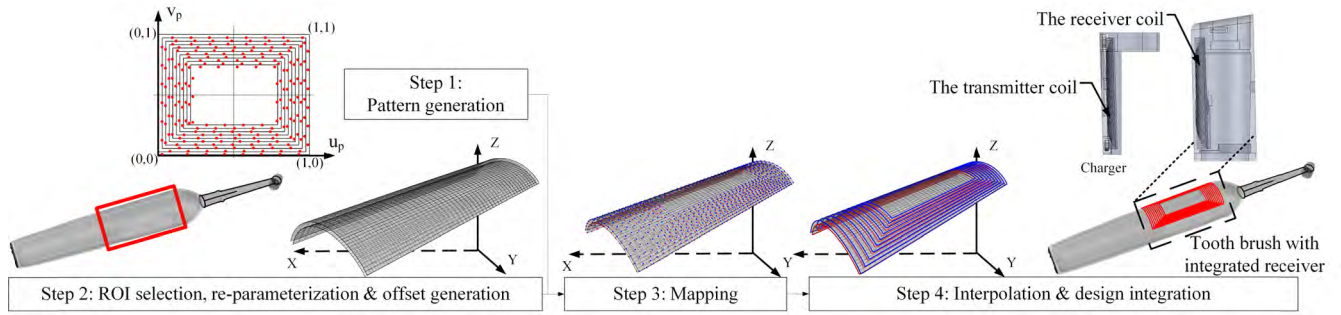 v_p
(0,1)
(1,1)
(0,0)
u_p
(1,0)
Step 1:
Pattern generation
Z
X
Y
Step 2: ROI selection, re-parameterization & offset generation
Z
X
Step 3: Mapping
Z
Y
Y
Step 4: Interpolation & design integration
The receiver coil
The transmitter coil
Charger
Tooth brush with
integrated receiver